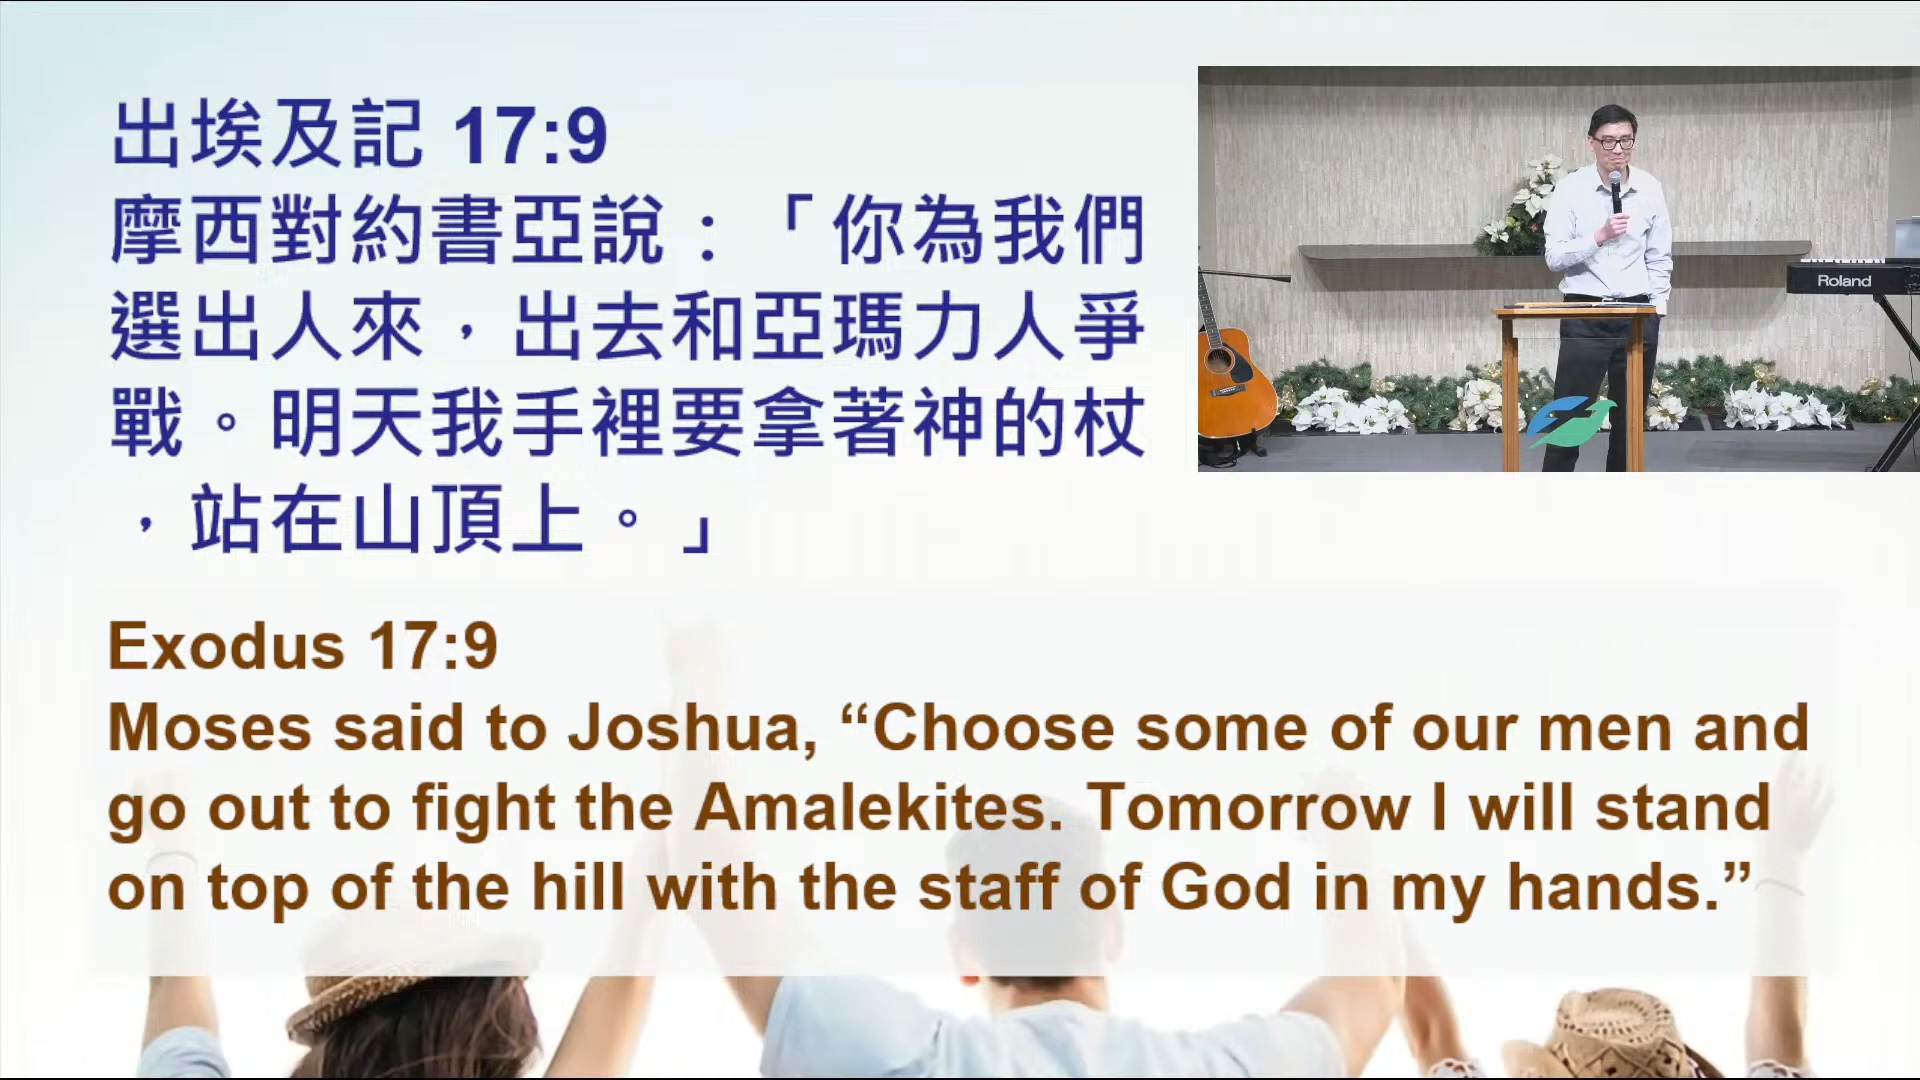 出埃及記 17:9
摩西對約書亞說：「你為我們
選出人來，出去和亞瑪力人爭
戰。明天我手裡要拿著神的杖
，站在山頂上。」
Roland
Exodus 17:9
Moses said to Joshua, “Choose some of our men and
go out to fight the Amalekites. Tomorrow I will stand
on top of the hill with the staff of God in my hands.”